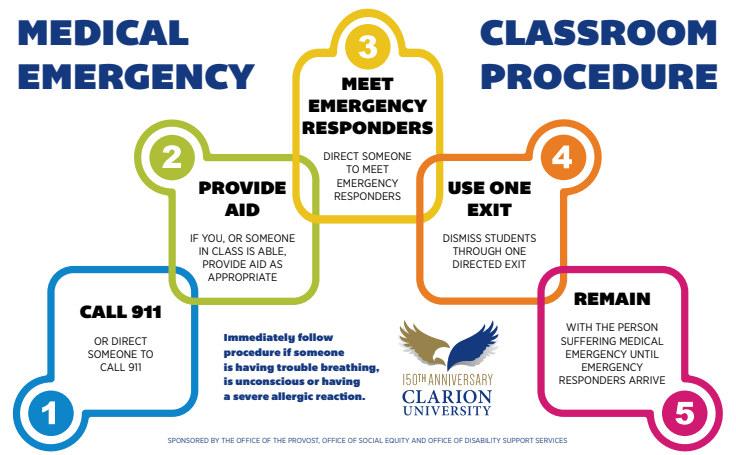 MEDICAL
EMERGENCY
CLASSROOM
PROCEDURE
1
CALL 911
OR DIRECT
SOMEONE TO
CALL 911
2
PROVIDE
AID
IF YOU, OR SOMEONE
IN CLASS IS ABLE,
PROVIDE AID AS
APPROPRIATE
3
MEET
EMERGENCY
RESPONDERS
DIRECT SOMEONE
TO MEET
EMERGENCY
RESPONDERS
4
USE ONE
EXIT
DISMISS STUDENTS
THROUGH ONE
DIRECTED EXIT
5
REMAIN
WITH THE PERSON
SUFFERING MEDICAL
EMERGENCY UNTIL
EMERGENCY
RESPONDERS ARRIVE
Immediately follow
procedure if someone
is having trouble breathing,
is unconscious or having
a severe allergic reaction.
150TH ANNIVERSARY
CLARION
UNIVERSITY
SPONSORED BY THE OFFICE OF THE PROVOST, OFFICE OF SOCIAL EQUITY AND OFFICE OF DISABILITY SUPPORT SERVICES